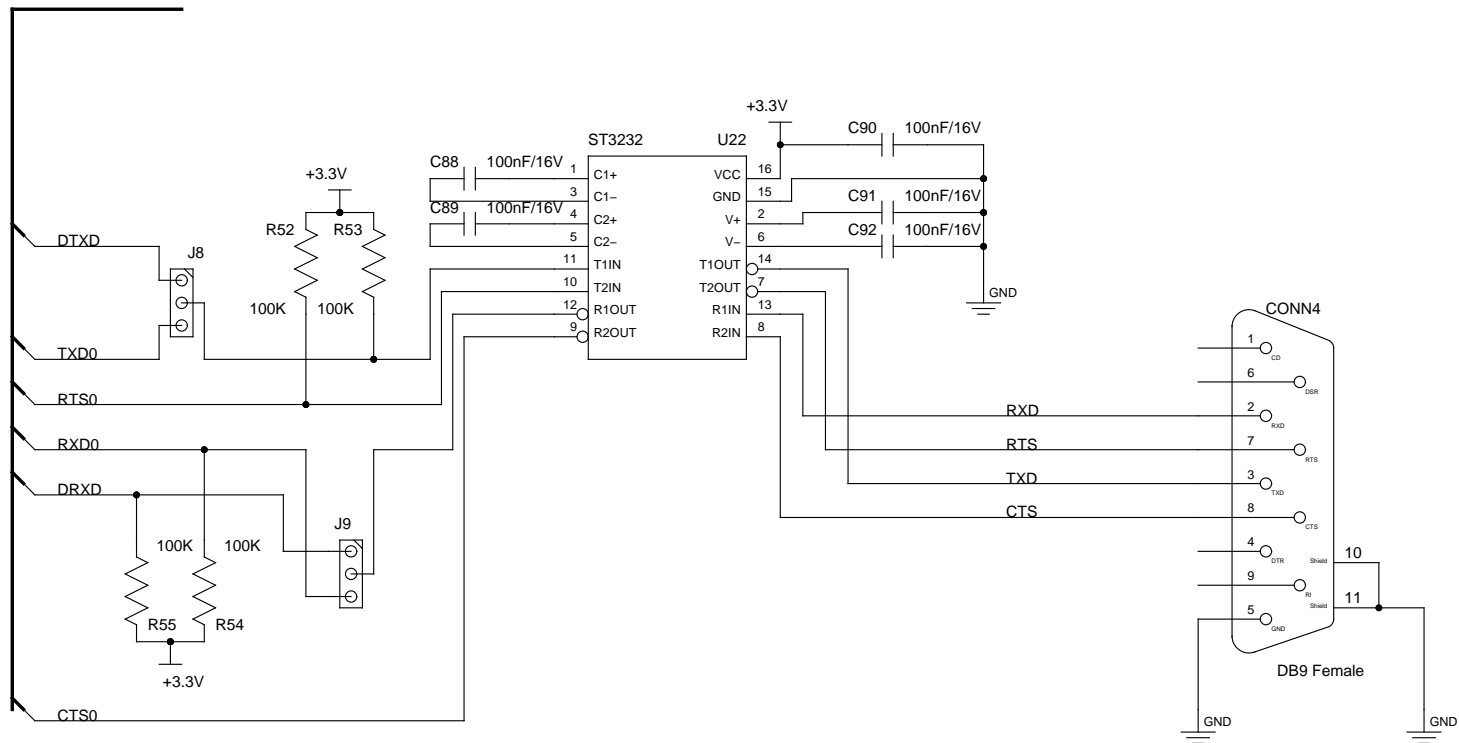 +3.3V
C90 100nF/16V
ST3232 U22
C88 100nF/16V
1 C1+ VCC 16
+3.3V
3 C1− GND 15
C89 100nF/16V
C91 100nF/16V
4 C2+ V+ 2
R52 R53
C92 100nF/16V
DTXD
5 C2− V− 6
J8
11 T1IN T1OUT 14
10 T2IN T2OUT 7
GND
100K 100K
12 R1OUT R1IN 13
CONN4
9 R2OUT R2IN 8
1 CD
TXD0
6 DSR
RTS0
RXD 2 RXD
RXD0
RTS 7 RTS
TXD 3 TXD
DRXD
CTS 8 CTS
J9
100K 100K
4 DTR
Shield 10
9 RI
Shield 11
5 GND
R55 R54
DB9 Female
+3.3V
CTS0
GND GND